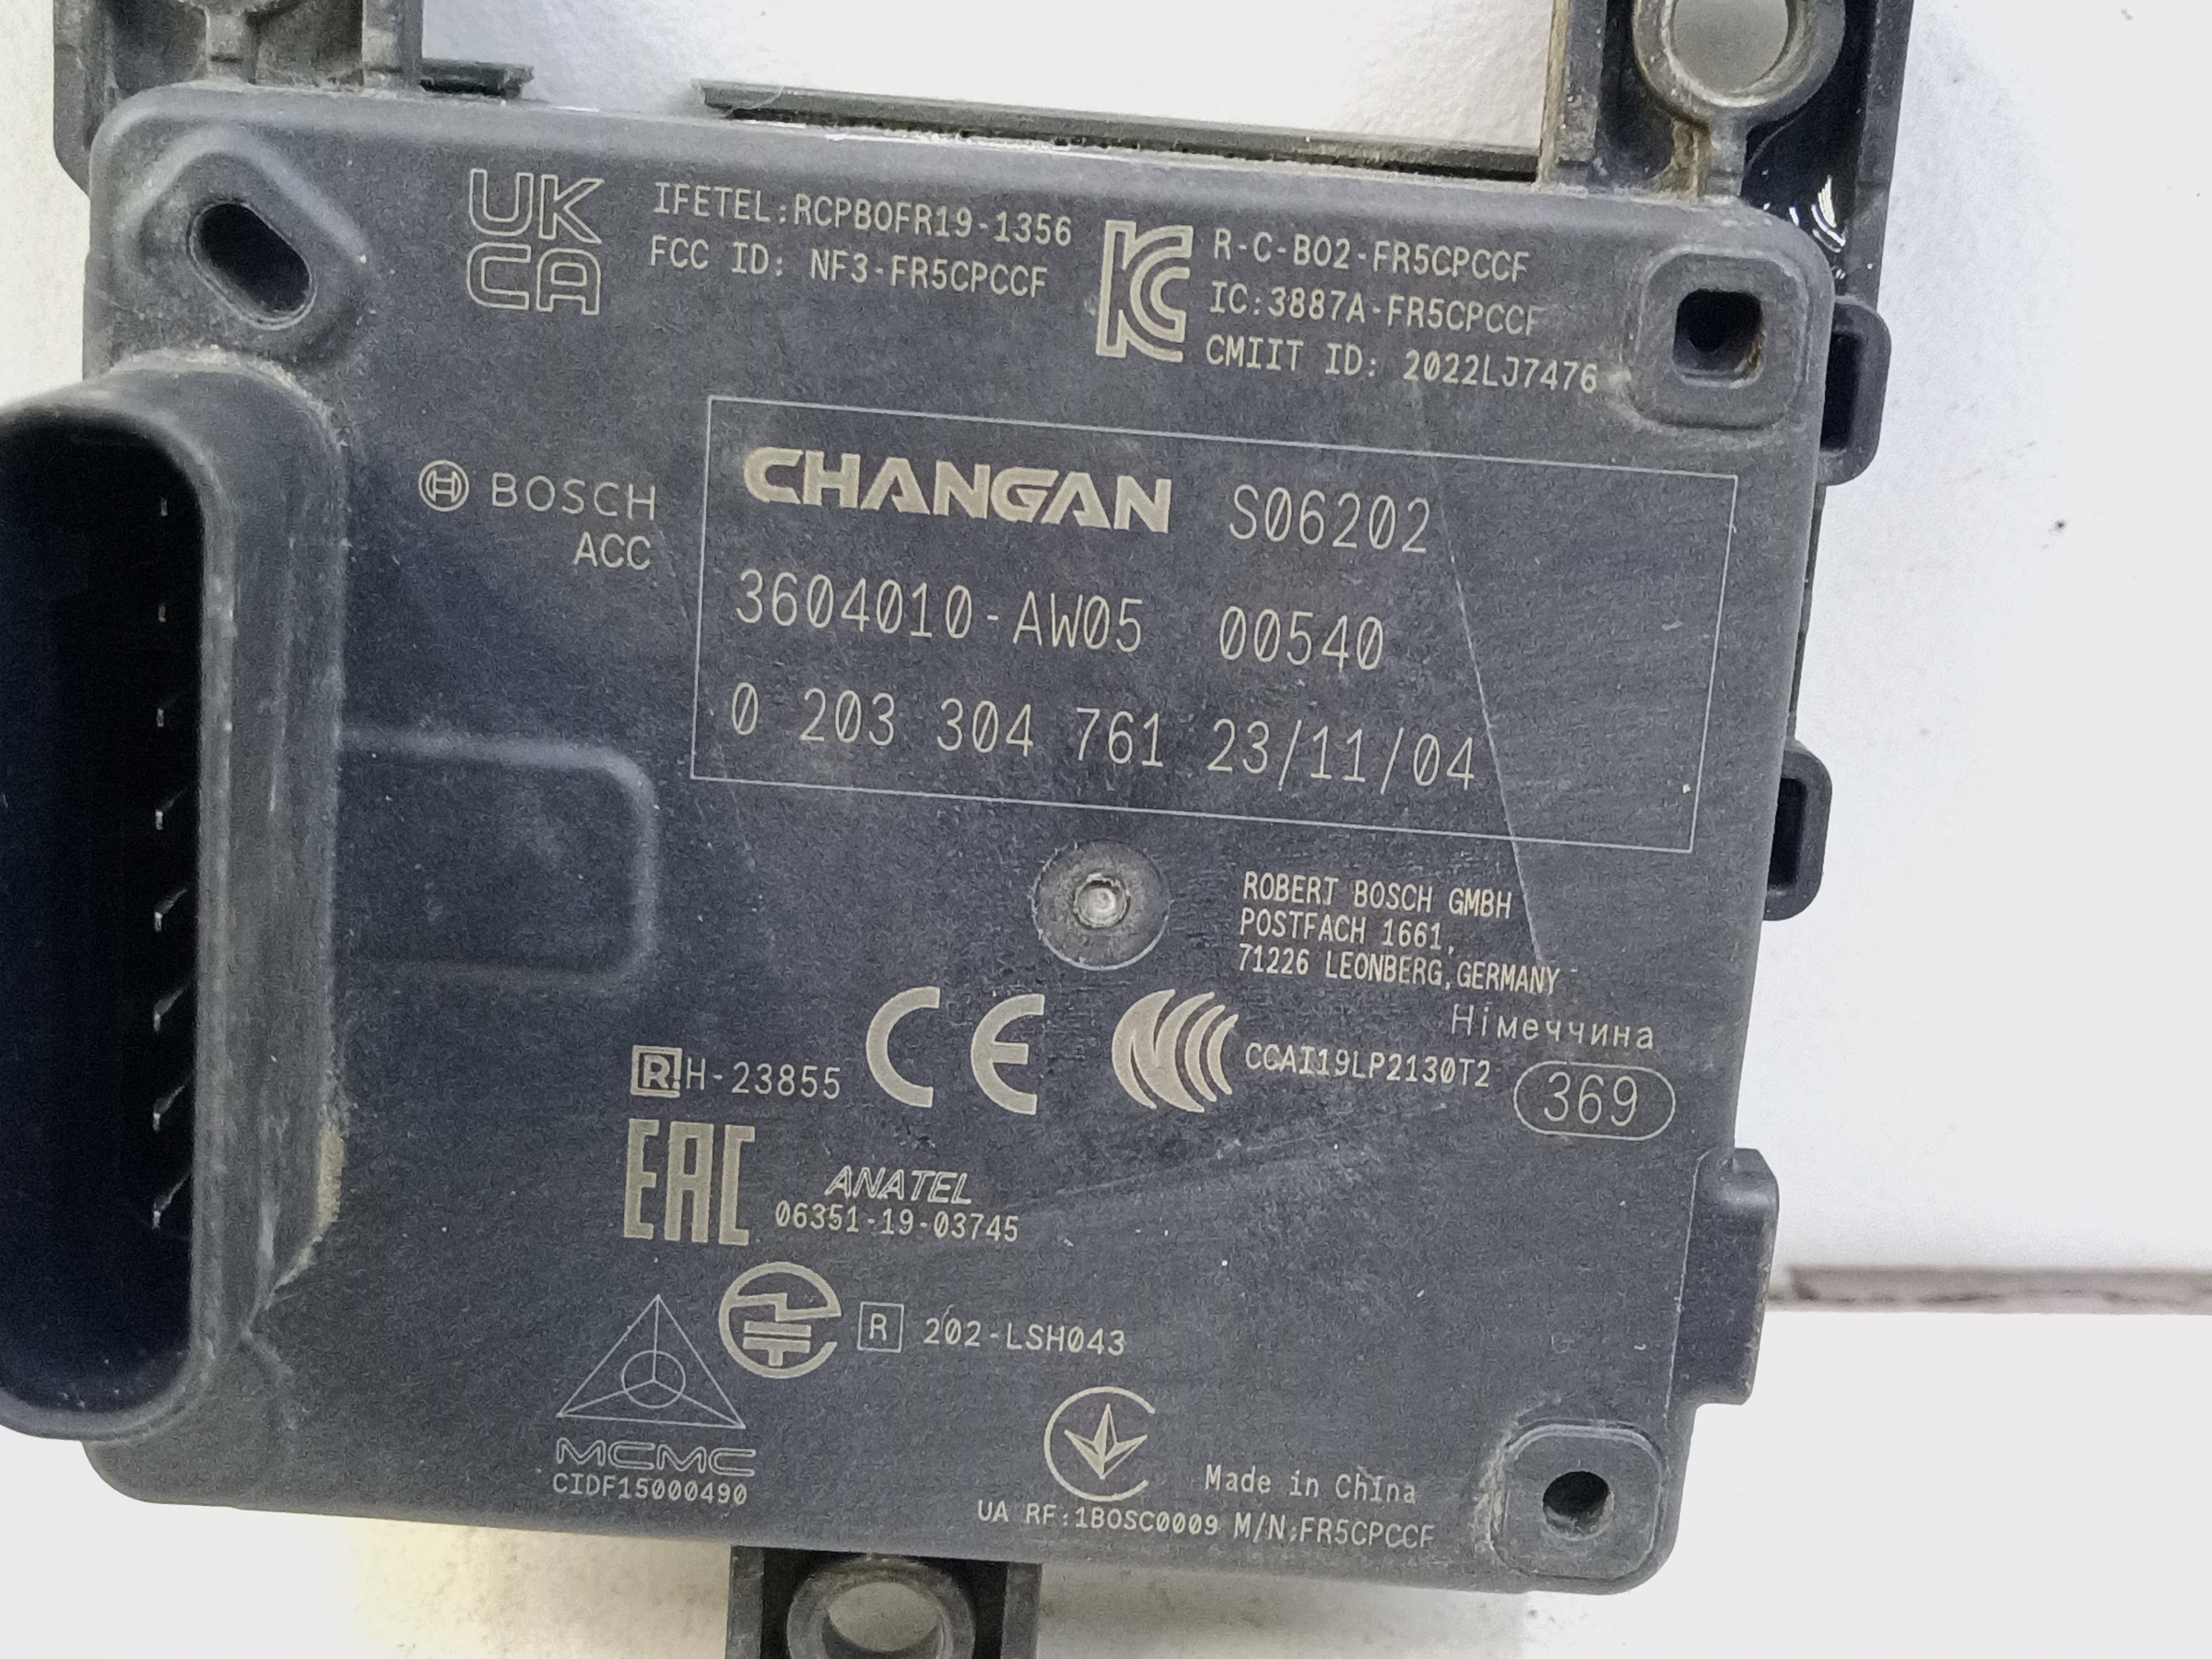 UK
CA
IFETEL:RCPBOFR19-1356
FCC ID: NF3-FR5CPCCF
KC
R-C-BO2-FR5CPCCF
IC:3887A-FR5CPCCF
CMIIT ID: 2022LJ7476
BOSCH
ACC
CHANGAN S06202
3604010-AW05 00540
0 203 304 761 23/11/04
ROBERT BOSCH GMBH
POSTFACH 1661,
71226 LEONBERG,GERMANY
Німеччина
R!H-23855
CE
CCAI19LP2130T2
369
EAC
ANATEL
06351-19-03745
R 202-LSH043
MCMC
CIDF15000490
Made in China
UA RF:1BOSC0009 M/N:FR5CPCCF